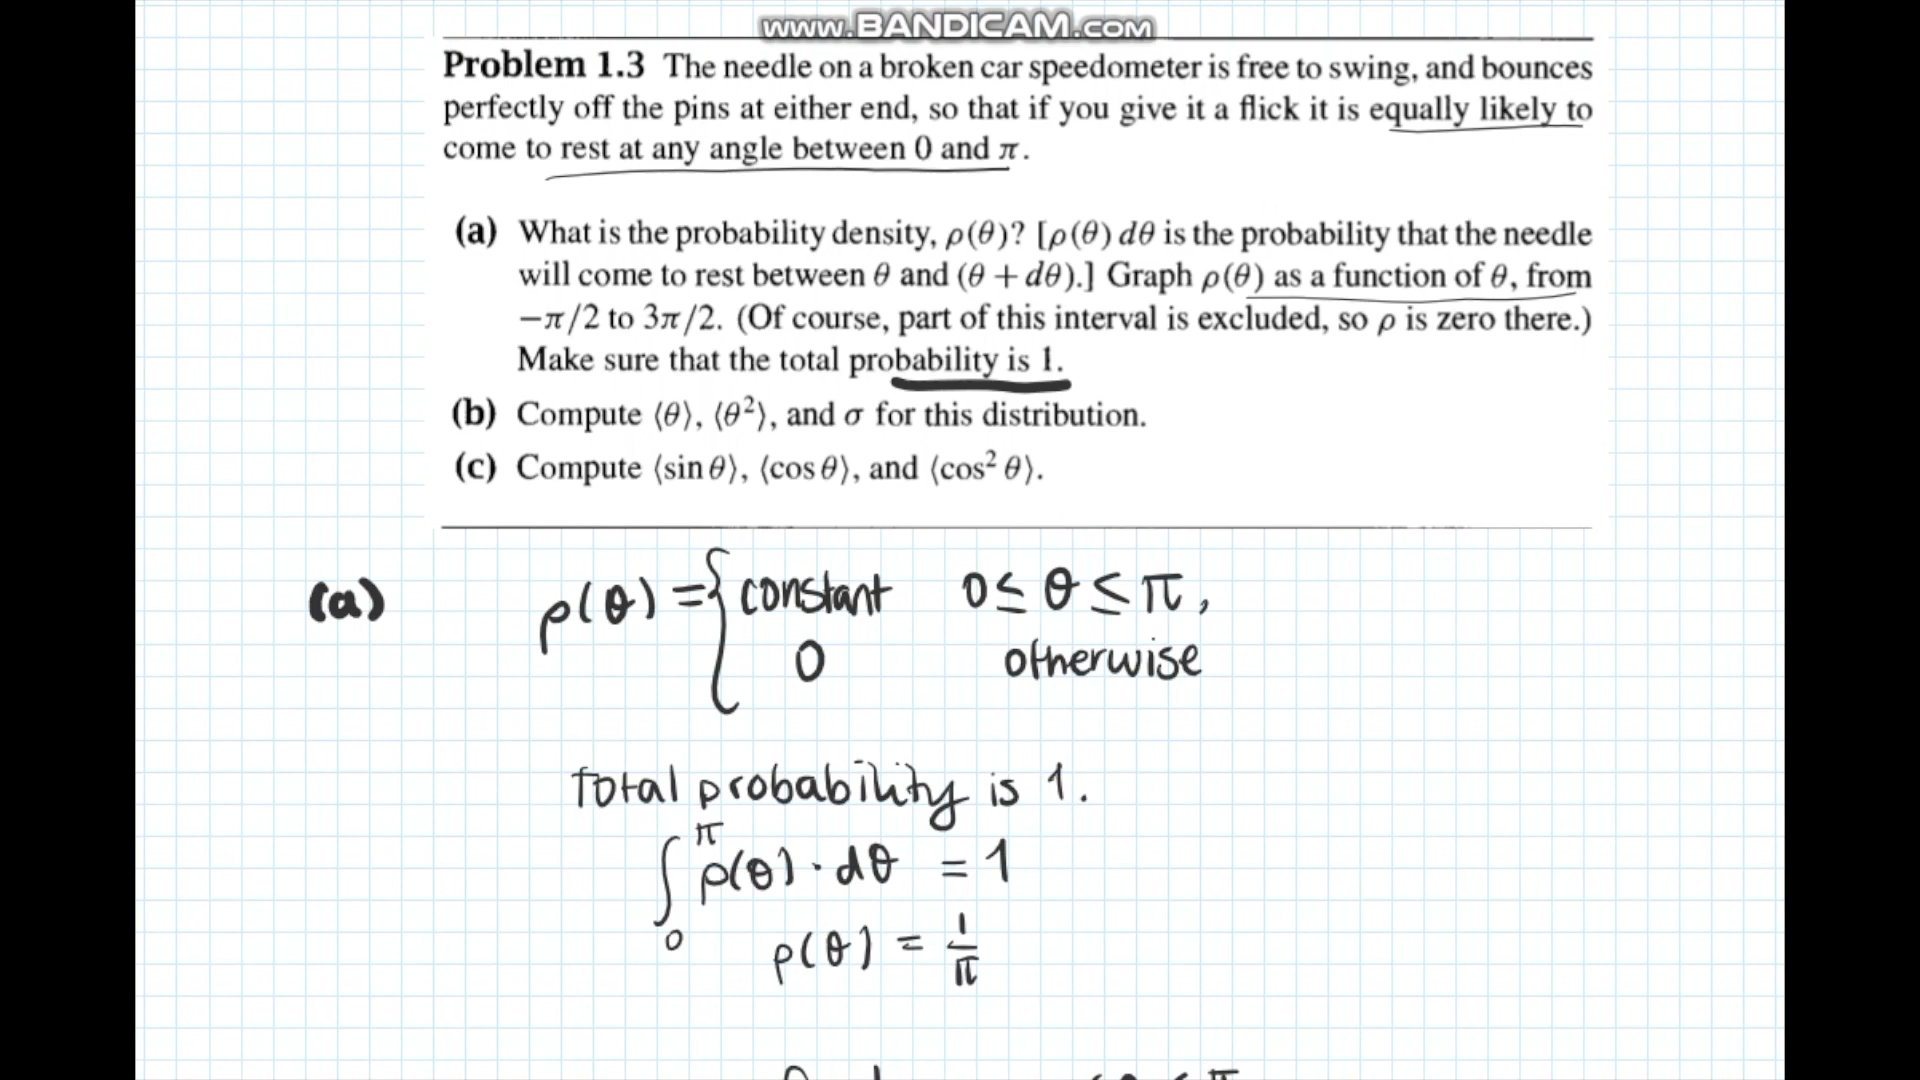 www.BANDICAM.com
Problem 1.3 The needle on a broken car speedometer is free to swing, and bounces
perfectly off the pins at either end, so that if you give it a flick it is equally likely to
come to rest at any angle between 0 and π.
(a) What is the probability density, ρ(θ)? [ρ(θ) dθ is the probability that the needle
will come to rest between θ and (θ + dθ).] Graph ρ(θ) as a function of θ, from
−π/2 to 3π/2. (Of course, part of this interval is excluded, so ρ is zero there.)
Make sure that the total probability is 1.
(b) Compute ⟨θ⟩, ⟨θ²⟩, and σ for this distribution.
(c) Compute ⟨sin θ⟩, ⟨cos θ⟩, and ⟨cos² θ⟩.
(a) ρ(θ) = { constant 0 ≤ θ ≤ π,
0 otherwise
Total probability is 1.
∫₀^π ρ(θ) · dθ = 1
ρ(θ) = 1/π